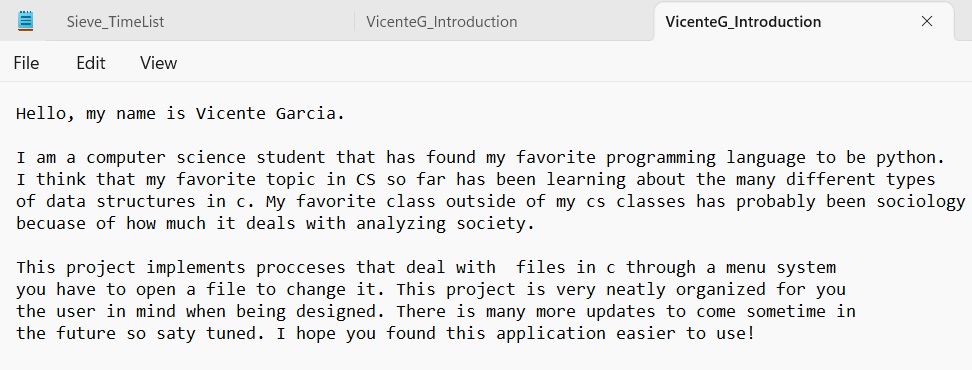 Sieve_TimeList VicenteG_Introduction VicenteG_Introduction
File Edit View
Hello, my name is Vicente Garcia.
I am a computer science student that has found my favorite programming language to be python.
I think that my favorite topic in CS so far has been learning about the many different types
of data structures in c. My favorite class outside of my cs classes has probably been sociology
becuase of how much it deals with analyzing society.
This project implements procceses that deal with  files in c through a menu system
you have to open a file to change it. This project is very neatly organized for you
the user in mind when being designed. There is many more updates to come sometime in
the future so saty tuned. I hope you found this application easier to use!